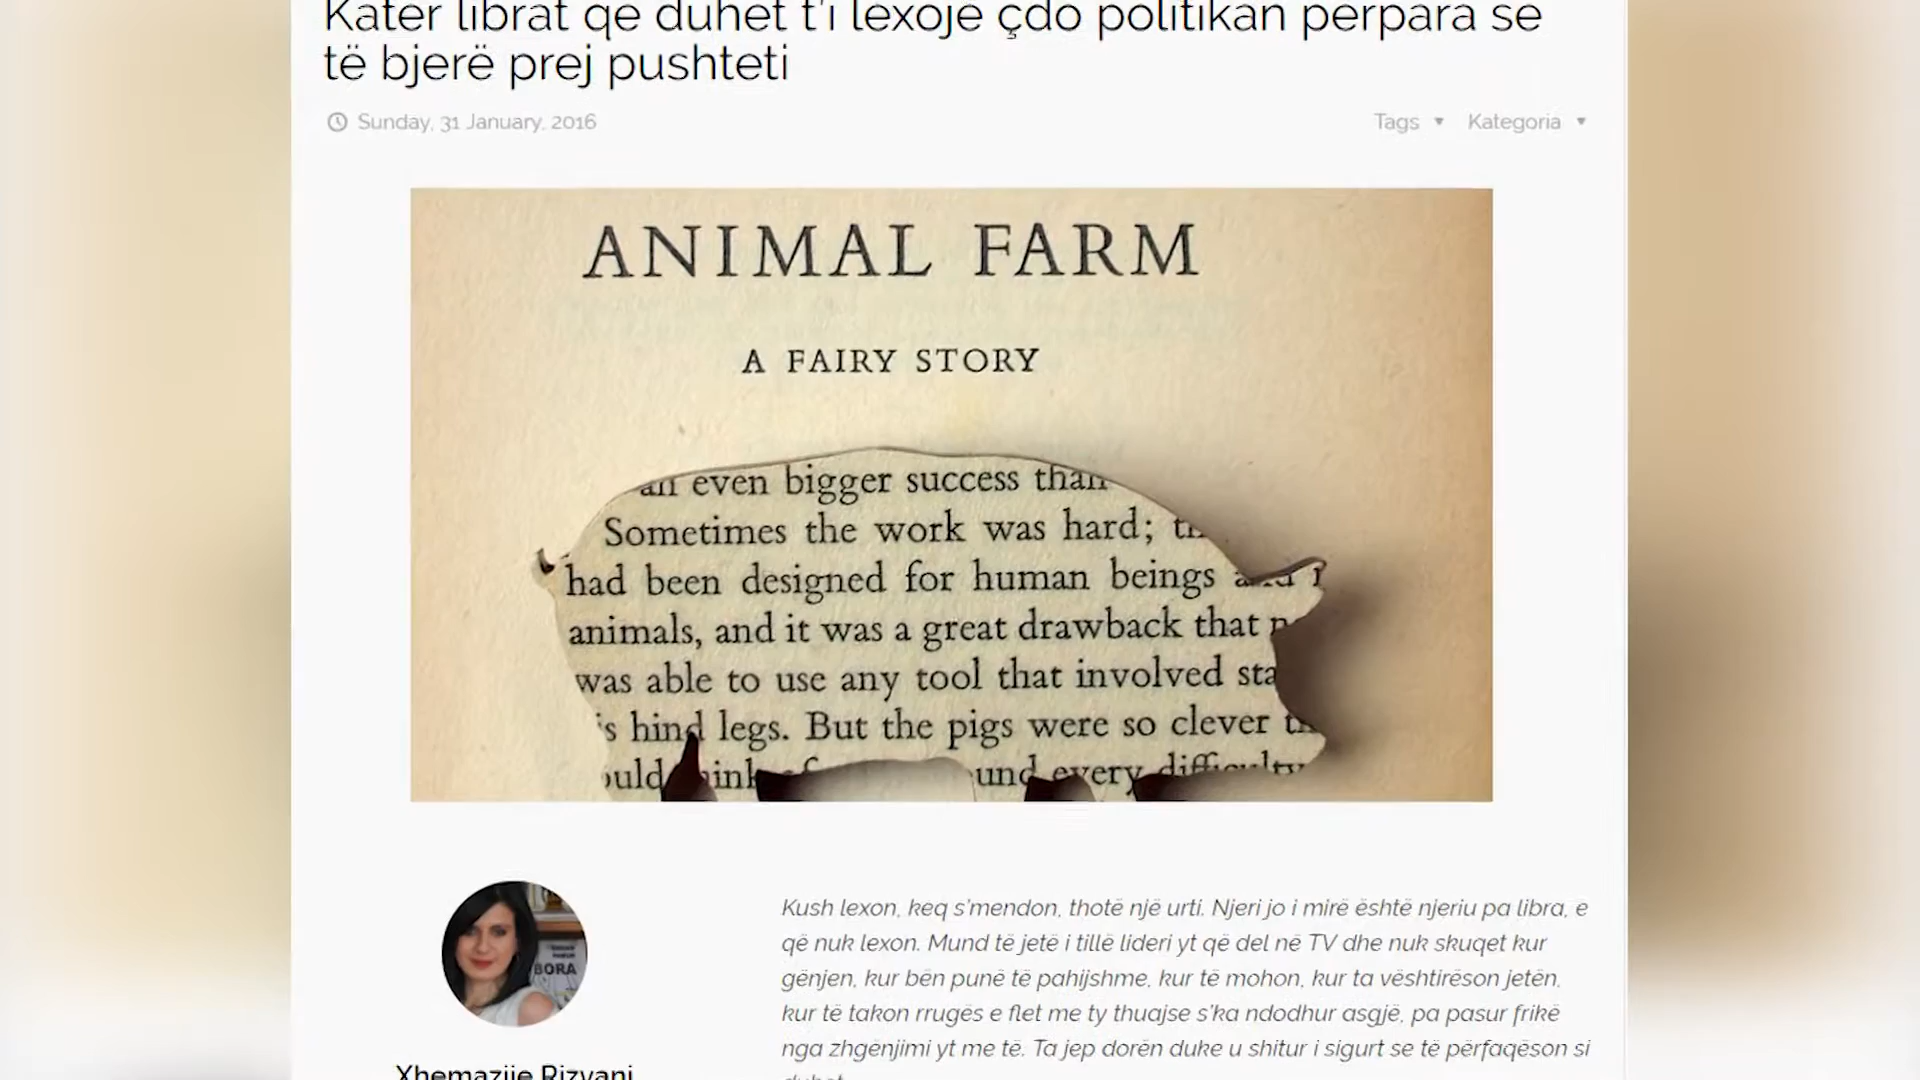 Katër librat që duhet t'i lexojë çdo politikan përpara se
të bjerë prej pushteti
Sunday, 31 January, 2016
Tags
Kategoria
ANIMAL FARM
A FAIRY STORY
an even bigger success than
Sometimes the work was hard;
had been designed for human beings
animals, and it was a great drawback that
was able to use any tool that involved
hind legs. But the pigs were so clever
every difficulty
BORA
Xhemazije Rizvani
Kush lexon, keq s'mendon, thotë një urti. Njeri jo i mirë është njeriu pa libra, e
që nuk lexon. Mund të jetë i tillë lideri yt që del në TV dhe nuk skuqet kur
gënjen, kur bën punë të pahijshme, kur të mohon, kur ta vështirëson jetën,
kur të takon rrugës e flet me ty thuajse s'ka ndodhur asgjë, pa pasur frikë
nga zhgënjimi yt me të. Ta jep dorën duke u shitur i sigurt se të përfaqëson si